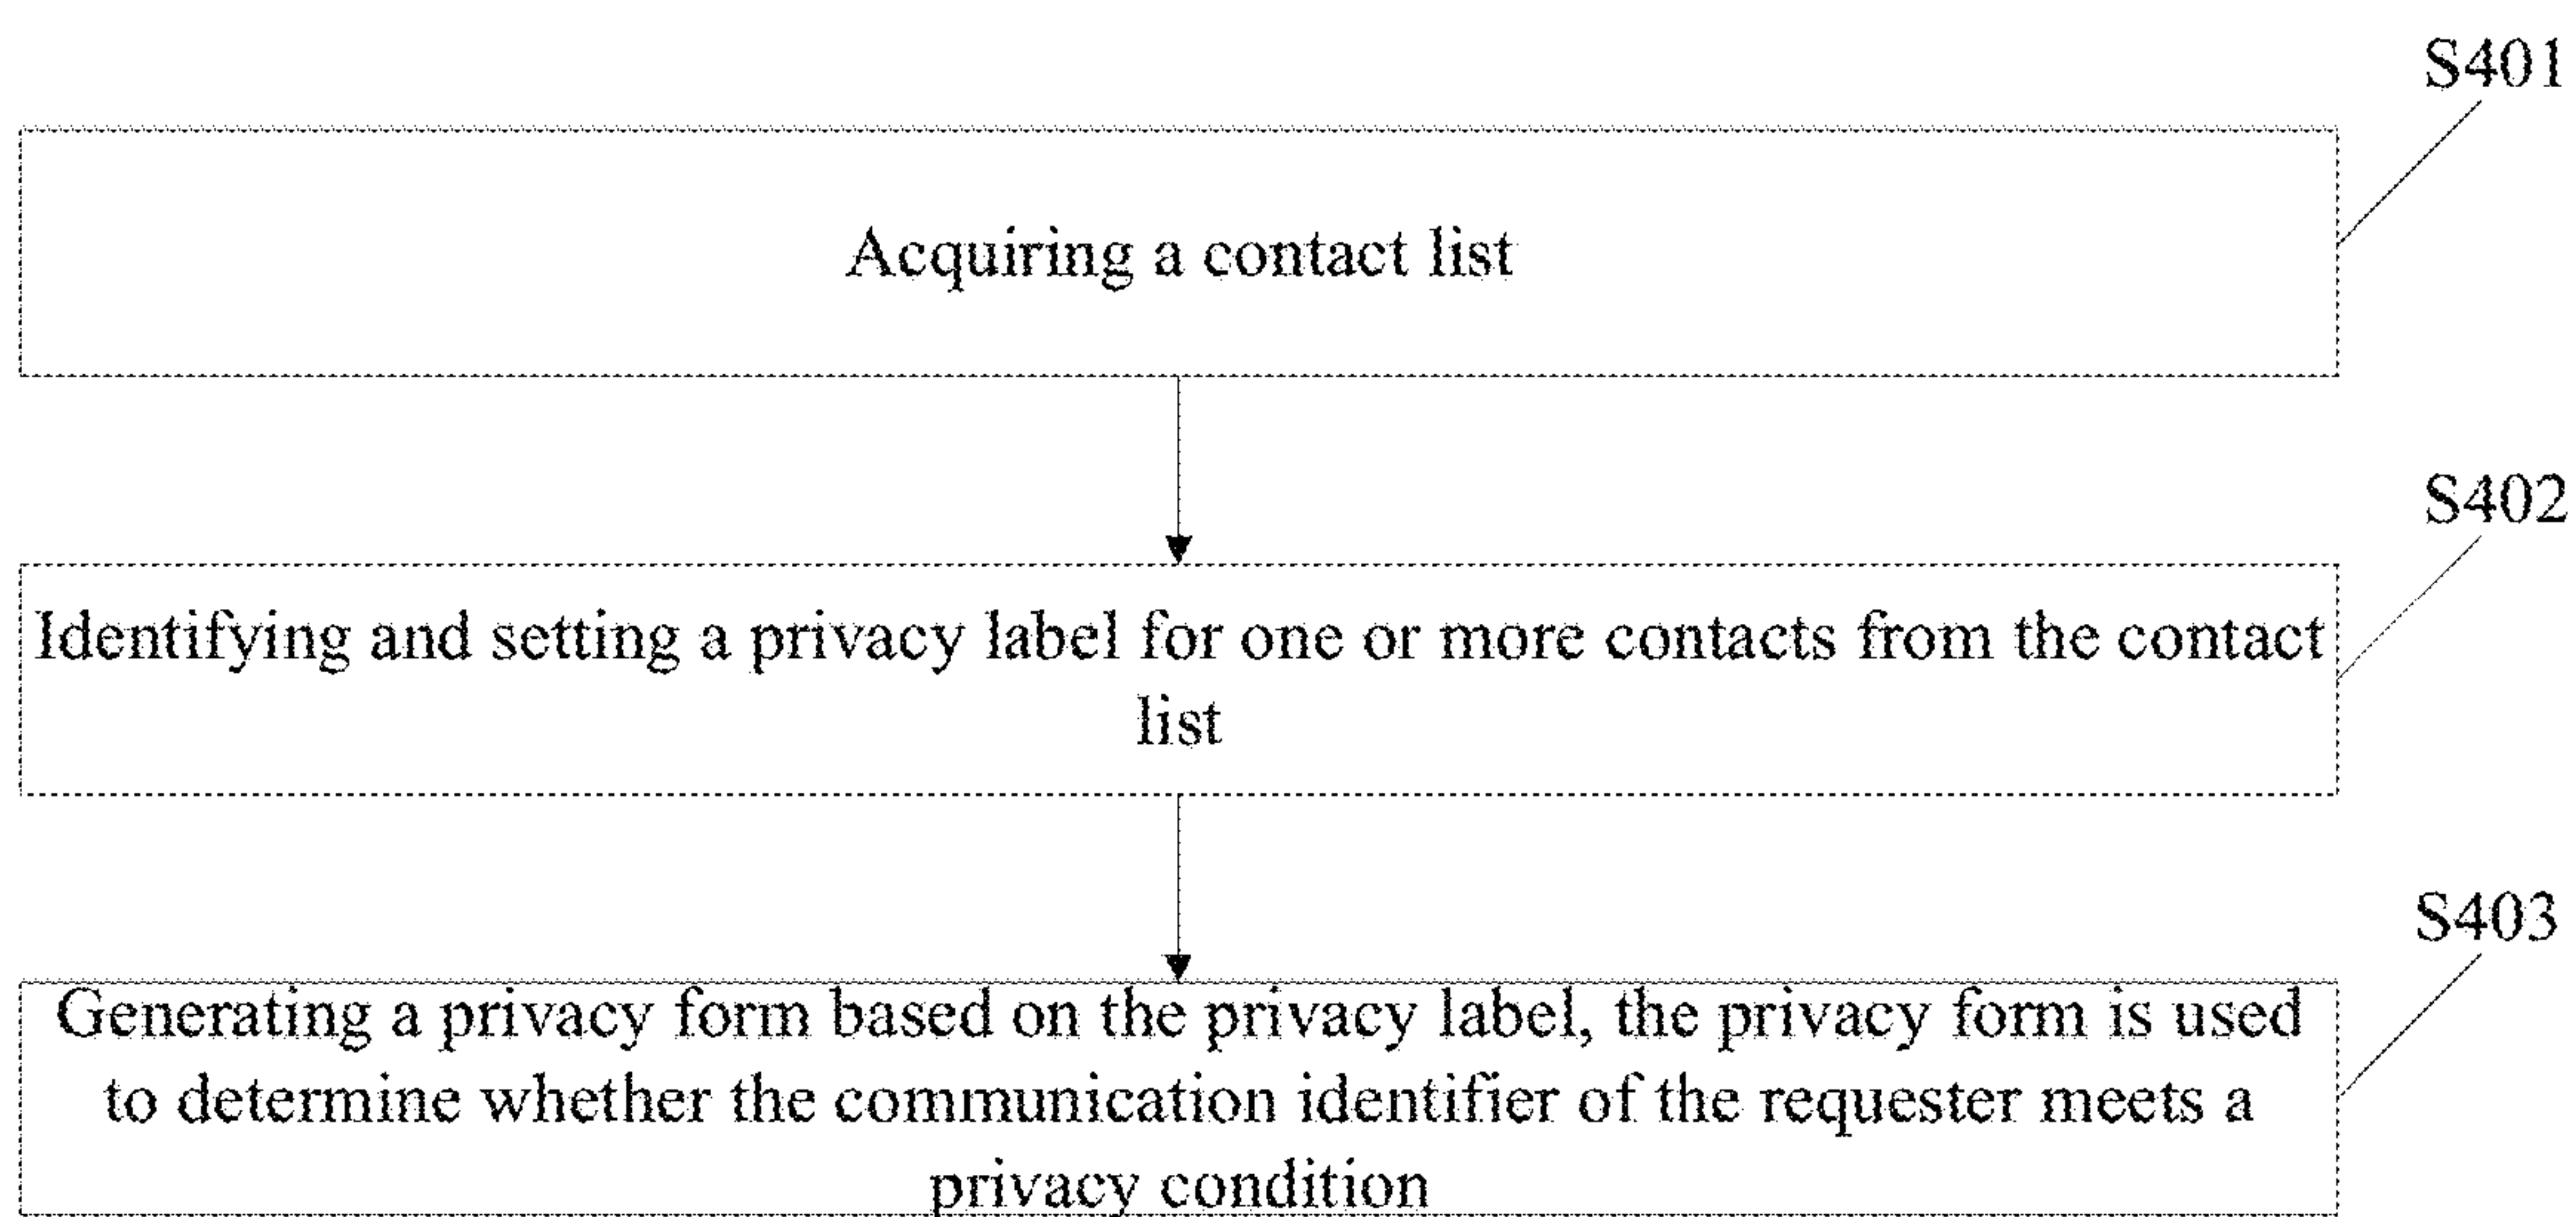 S401
Acquiring a contact list
S402
Identifying and setting a privacy label for one or more contacts from the contact
list
S403
Generating a privacy form based on the privacy label, the privacy form is used
to determine whether the communication identifier of the requester meets a
privacy condition